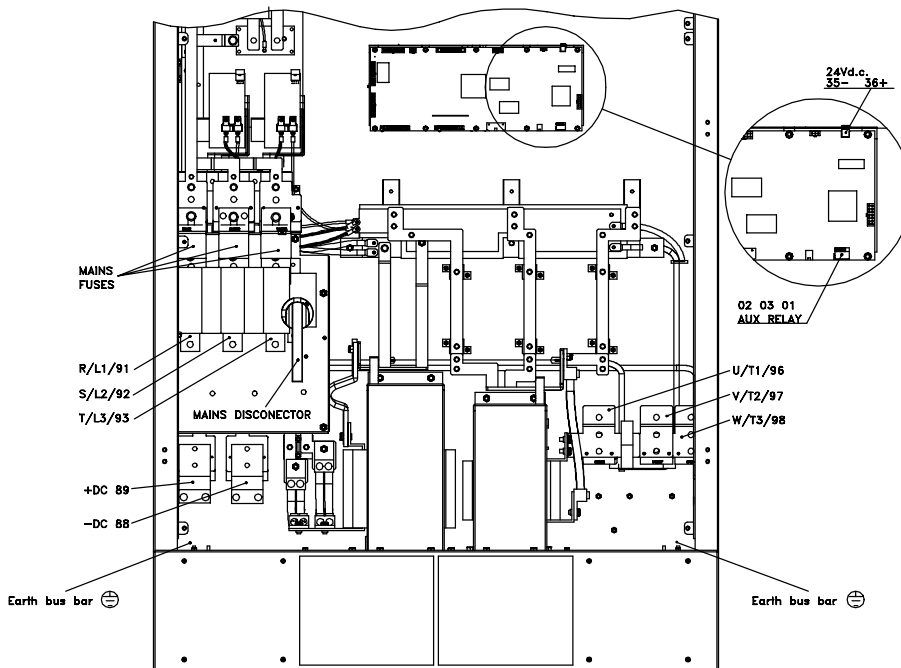 24Vd.c.
35- 36+
MAINS
FUSES
02 03 01
AUX RELAY
R/L1/91
S/L2/92
T/L3/93
MAINS DISCONECTOR
U/T1/96
V/T2/97
W/T3/98
+DC 89
-DC 88
Earth bus bar
Earth bus bar